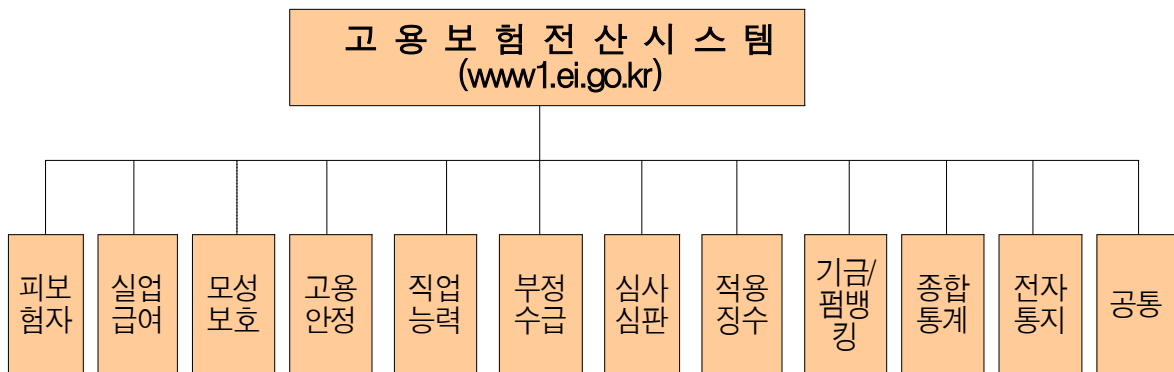 고 용 보 험 전 산 시 스 템
(www1.ei.go.kr)
피보
험자
실업
급여
모성
보호
고용
안정
직업
능력
부정
수급
심사
심판
적용
징수
기금/
펌뱅
킹
종합
통계
전자
통지
공통